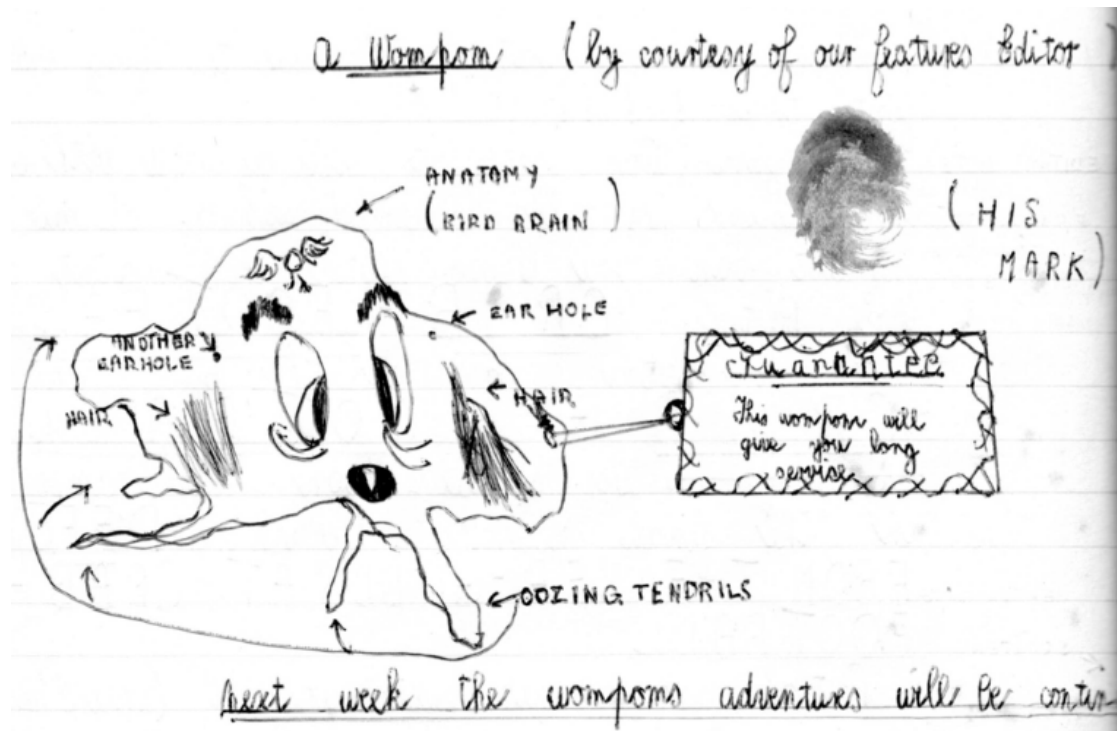 a Wompom (by courtesy of our features Editor
ANATOMY
(BIRD BRAIN)
(HIS
MARK)
EAR HOLE
ANOTHER
EARHOLE
HAIR
HAIR
GuaranTEE
This wompom will
give you long
service
OOZING TENDRILS
next week the wompoms adventures will be contin